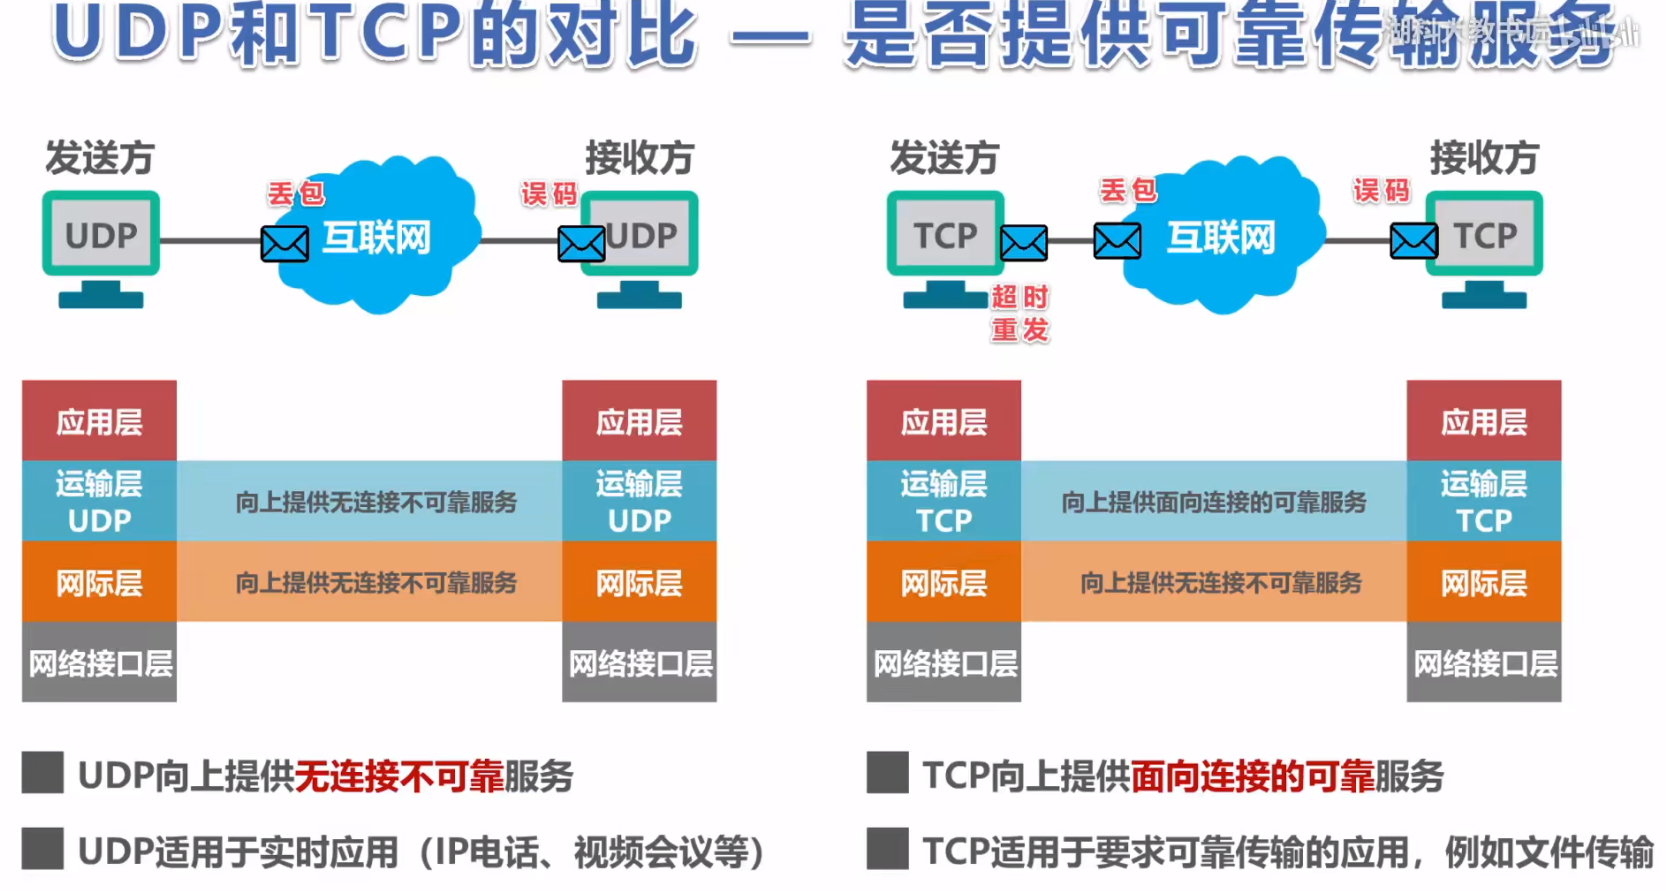 UDP和TCP的对比 — 是否提供可靠传输服务
湖科大教书匠 bilibili
发送方
接收方
丢包
误码
UDP
互联网
UDP
发送方
接收方
丢包
误码
TCP
互联网
TCP
超时
重发
应用层
应用层
运输层
UDP
向上提供无连接不可靠服务
运输层
UDP
网际层
向上提供无连接不可靠服务
网际层
网络接口层
网络接口层
应用层
应用层
运输层
TCP
向上提供面向连接的可靠服务
运输层
TCP
网际层
向上提供无连接不可靠服务
网际层
网络接口层
网络接口层
UDP向上提供无连接不可靠服务
UDP适用于实时应用（IP电话、视频会议等）
TCP向上提供面向连接的可靠服务
TCP适用于要求可靠传输的应用，例如文件传输